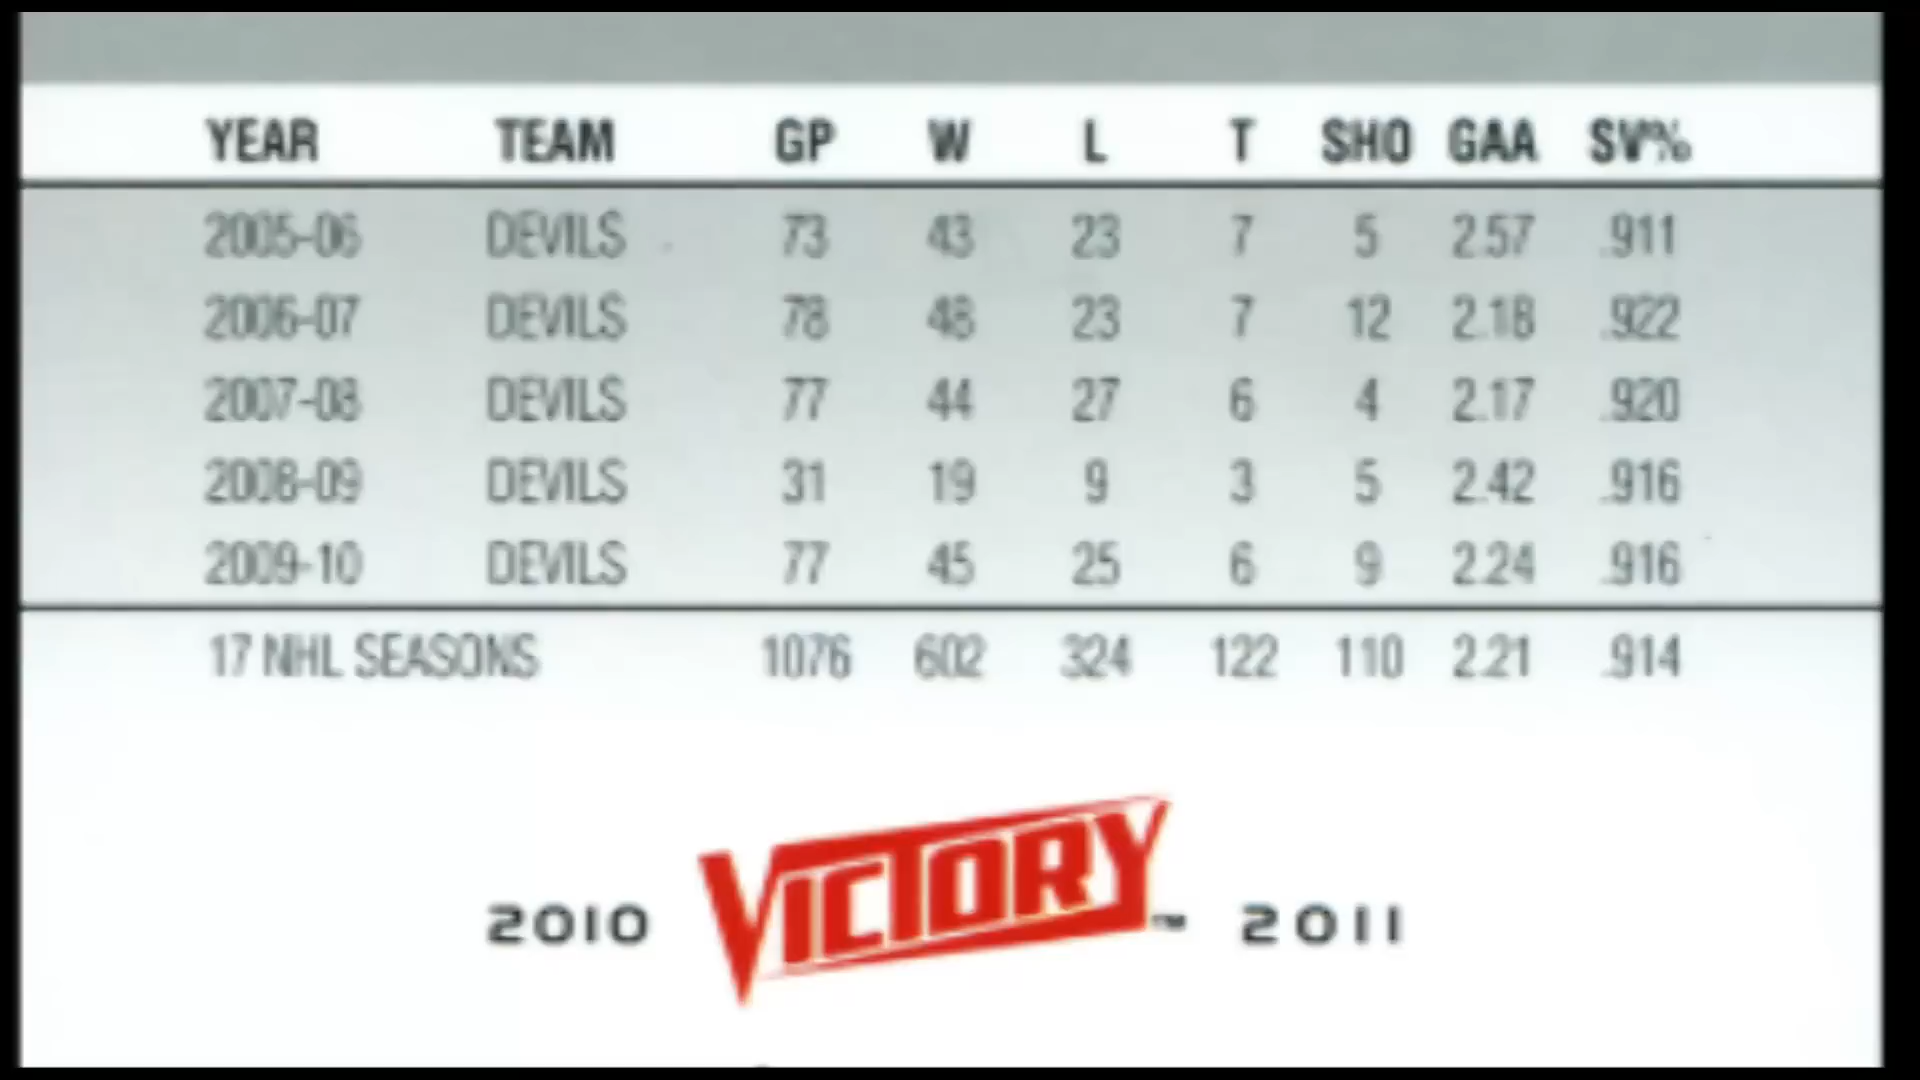 YEAR TEAM GP W L T SHO GAA SV%
2005-06 DEVILS 73 43 23 7 5 2.57 .911
2006-07 DEVILS 78 48 23 7 12 2.18 .922
2007-08 DEVILS 77 44 27 6 4 2.17 .920
2008-09 DEVILS 31 19 9 3 5 2.42 .916
2009-10 DEVILS 77 45 25 6 9 2.24 .916
17 NHL SEASONS 1076 602 324 122 110 2.21 .914
2010 VICTORY™ 2011